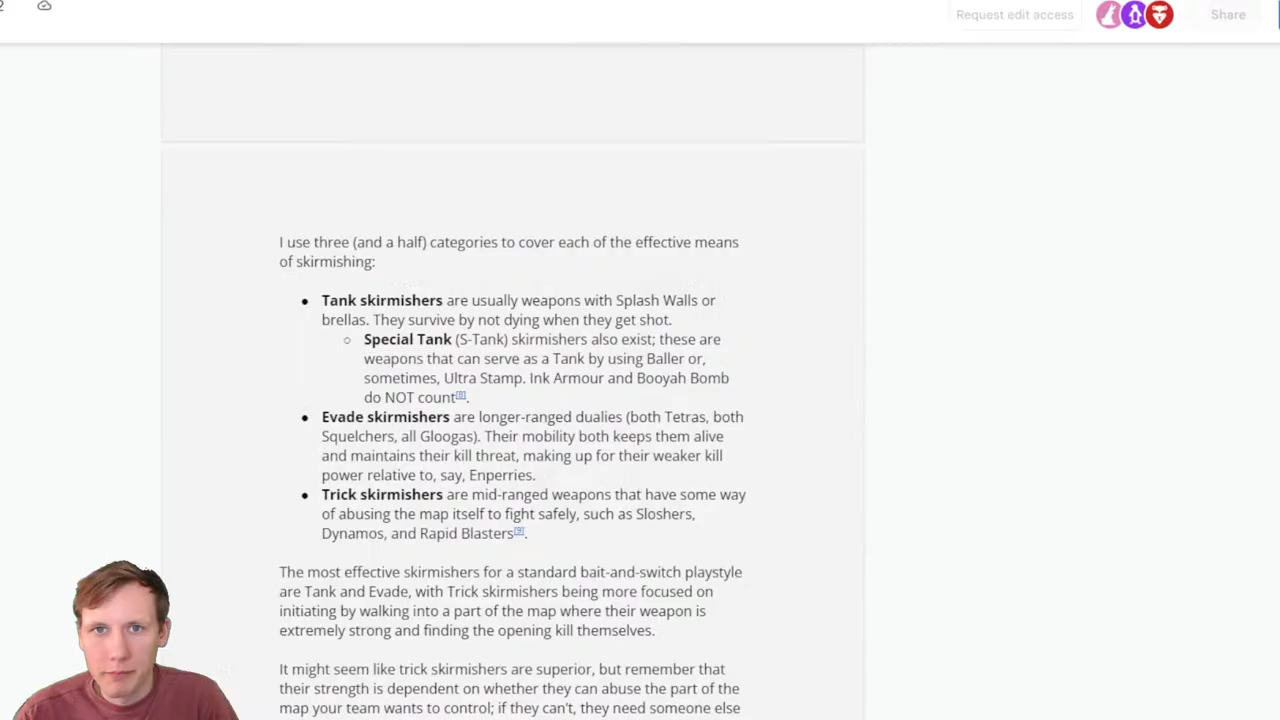 2
Request edit access
Share
I use three (and a half) categories to cover each of the effective means
of skirmishing:
● Tank skirmishers are usually weapons with Splash Walls or
brellas. They survive by not dying when they get shot.
○ Special Tank (S-Tank) skirmishers also exist; these are
weapons that can serve as a Tank by using Baller or,
sometimes, Ultra Stamp. Ink Armour and Booyah Bomb
do NOT count[8].
● Evade skirmishers are longer-ranged dualies (both Tetras, both
Squelchers, all Gloogas). Their mobility both keeps them alive
and maintains their kill threat, making up for their weaker kill
power relative to, say, Enperries.
● Trick skirmishers are mid-ranged weapons that have some way
of abusing the map itself to fight safely, such as Sloshers,
Dynamos, and Rapid Blasters[9].
The most effective skirmishers for a standard bait-and-switch playstyle
are Tank and Evade, with Trick skirmishers being more focused on
initiating by walking into a part of the map where their weapon is
extremely strong and finding the opening kill themselves.
It might seem like trick skirmishers are superior, but remember that
their strength is dependent on whether they can abuse the part of the
map your team wants to control; if they can't, they need someone else